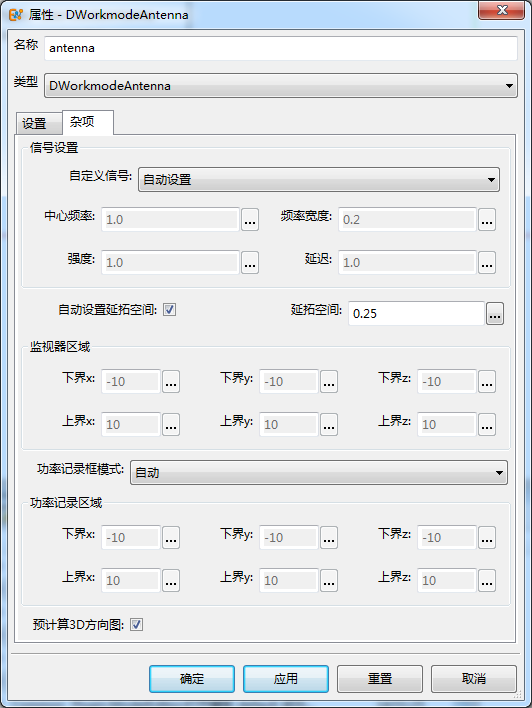 属性 - DWorkmodeAntenna
名称 antenna
类型 DWorkmodeAntenna
设置 杂项
信号设置
自定义信号: 自动设置
中心频率: 1.0 ... 频率宽度: 0.2 ...
强度: 1.0 ... 延迟: 1.0 ...
自动设置延拓空间: 延拓空间: 0.25 ...
监视器区域
下界x: -10 ... 下界y: -10 ... 下界z: -10 ...
上界x: 10 ... 上界y: 10 ... 上界z: 10 ...
功率记录框模式: 自动
功率记录区域
下界x: -10 ... 下界y: -10 ... 下界z: -10 ...
上界x: 10 ... 上界y: 10 ... 上界z: 10 ...
预计算3D方向图:
确定 应用 重置 取消